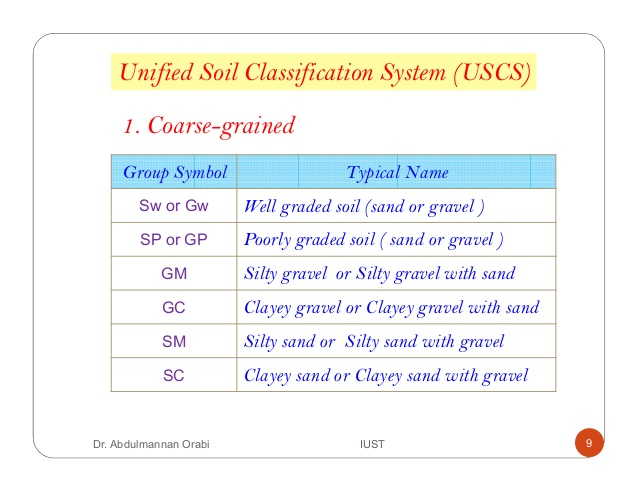 Unified Soil Classification System (USCS)
1. Coarse-grained
Group Symbol Typical Name
Sw or Gw Well graded soil (sand or gravel )
SP or GP Poorly graded soil ( sand or gravel )
GM Silty gravel or Silty gravel with sand
GC Clayey gravel or Clayey gravel with sand
SM Silty sand or Silty sand with gravel
SC Clayey sand or Clayey sand with gravel
Dr. Abdulmannan Orabi IUST 9